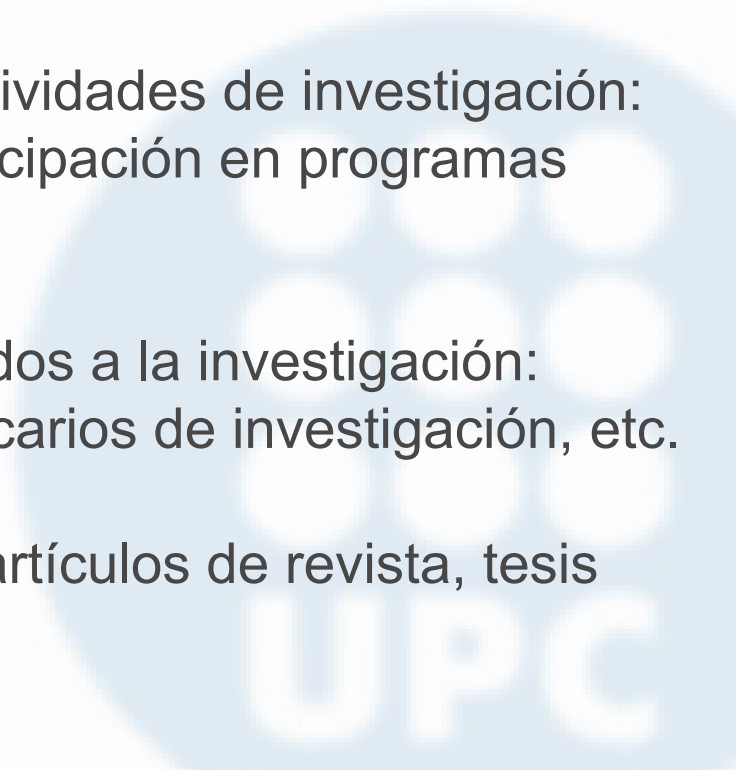 ividades de investigación:
cipación en programas
dos a la investigación:
carios de investigación, etc.
artículos de revista, tesis
UPC